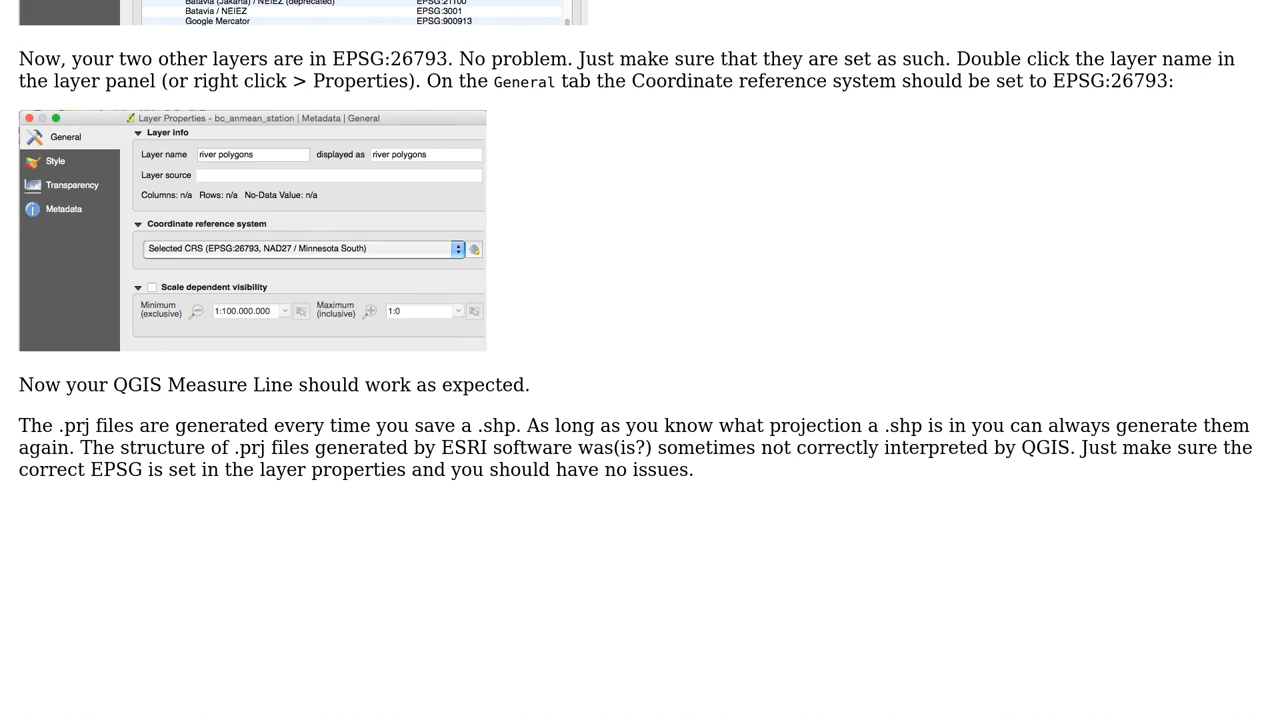 Batavia (Jakarta) / NEIEZ (deprecated) EPSG:21100
Batavia / NEIEZ EPSG:3001
Google Mercator EPSG:900913
Now, your two other layers are in EPSG:26793. No problem. Just make sure that they are set as such. Double click the layer name in
the layer panel (or right click > Properties). On the General tab the Coordinate reference system should be set to EPSG:26793:
Layer Properties - bc_anmean_station | Metadata | General
General
Style
Transparency
Metadata
Layer info
Layer name river polygons displayed as river polygons
Layer source
Columns: n/a Rows: n/a No-Data Value: n/a
Coordinate reference system
Selected CRS (EPSG:26793, NAD27 / Minnesota South)
Scale dependent visibility
Minimum (exclusive) 1:100.000.000 Maximum (inclusive) 1:0
Now your QGIS Measure Line should work as expected.
The .prj files are generated every time you save a .shp. As long as you know what projection a .shp is in you can always generate them
again. The structure of .prj files generated by ESRI software was(is?) sometimes not correctly interpreted by QGIS. Just make sure the
correct EPSG is set in the layer properties and you should have no issues.